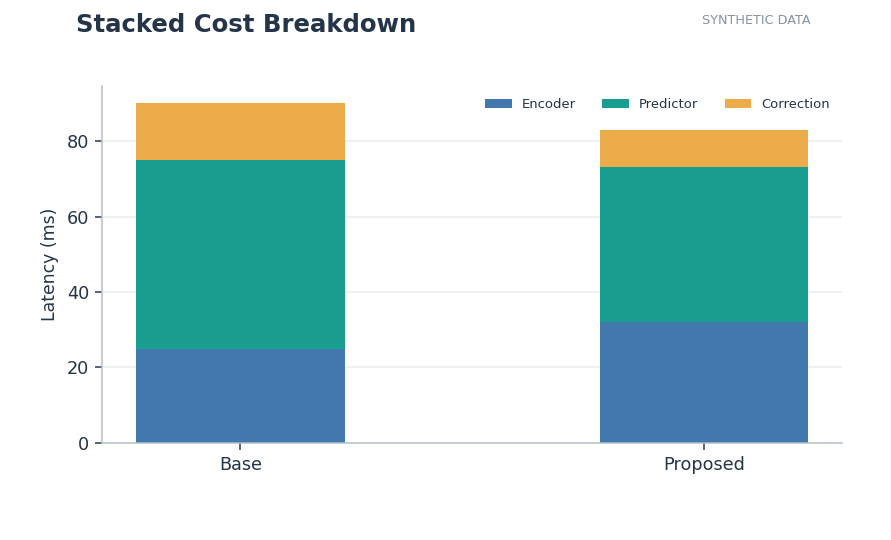 Stacked Cost Breakdown
SYNTHETIC DATA
Encoder
Predictor
Correction
Latency (ms)
80
60
40
20
0
Base
Proposed